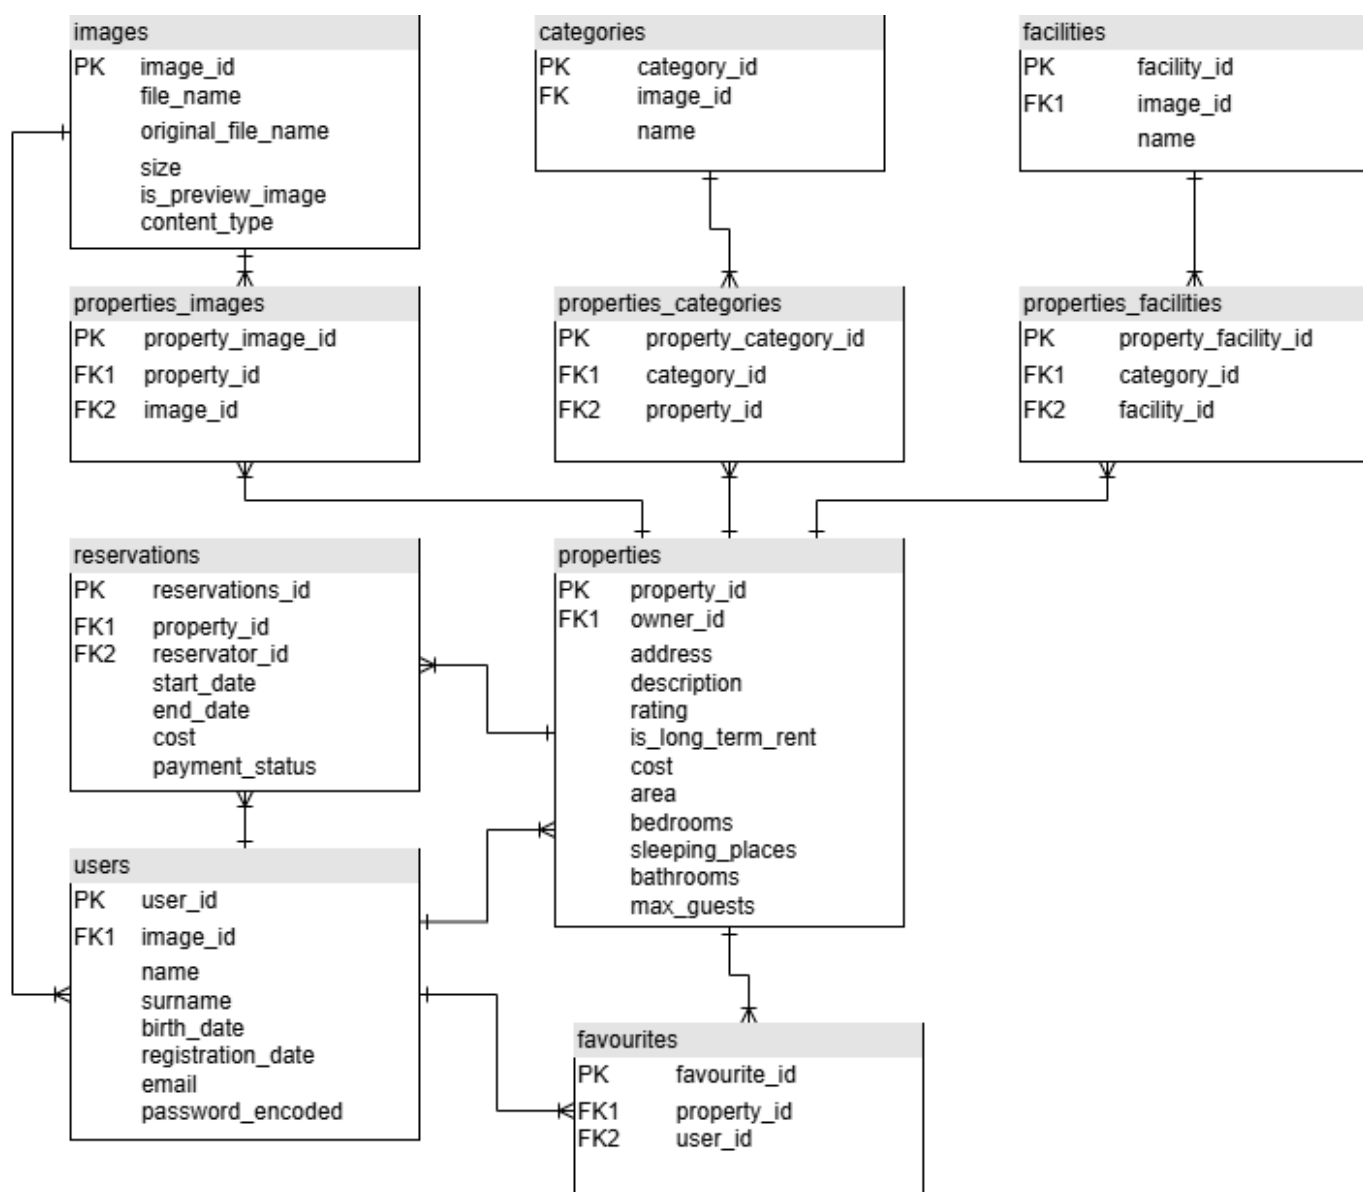 images
PK image_id
file_name
original_file_name
size
is_preview_image
content_type
categories
PK category_id
FK image_id
name
facilities
PK facility_id
FK1 image_id
name
properties_images
PK property_image_id
FK1 property_id
FK2 image_id
properties_categories
PK property_category_id
FK1 category_id
FK2 property_id
properties_facilities
PK property_facility_id
FK1 category_id
FK2 facility_id
reservations
PK reservations_id
FK1 property_id
FK2 reservator_id
start_date
end_date
cost
payment_status
properties
PK property_id
FK1 owner_id
address
description
rating
is_long_term_rent
cost
area
bedrooms
sleeping_places
bathrooms
max_guests
users
PK user_id
FK1 image_id
name
surname
birth_date
registration_date
email
password_encoded
favourites
PK favourite_id
FK1 property_id
FK2 user_id